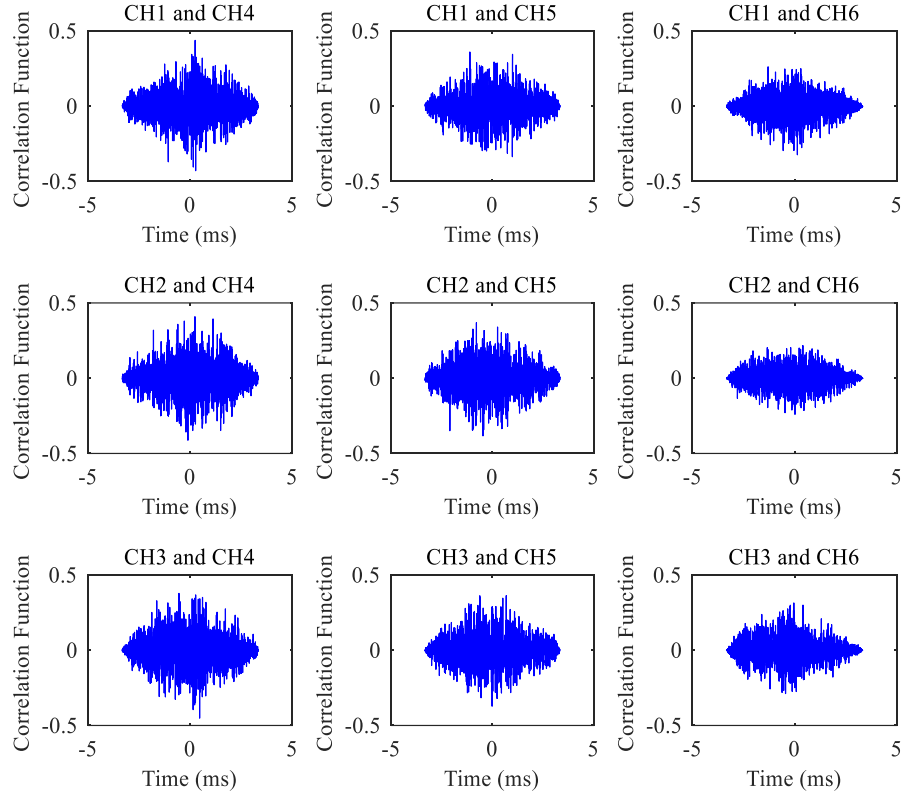 CH1 and CH4
CH1 and CH5
CH1 and CH6
Correlation Function
0.5
0
-0.5
-5
0
5
Time (ms)
Correlation Function
0.5
0
-0.5
-5
0
5
Time (ms)
Correlation Function
0.5
0
-0.5
-5
0
5
Time (ms)
CH2 and CH4
CH2 and CH5
CH2 and CH6
Correlation Function
0.5
0
-0.5
-5
0
5
Time (ms)
Correlation Function
0.5
0
-0.5
-5
0
5
Time (ms)
Correlation Function
0.5
0
-0.5
-5
0
5
Time (ms)
CH3 and CH4
CH3 and CH5
CH3 and CH6
Correlation Function
0.5
0
-0.5
-5
0
5
Time (ms)
Correlation Function
0.5
0
-0.5
-5
0
5
Time (ms)
Correlation Function
0.5
0
-0.5
-5
0
5
Time (ms)